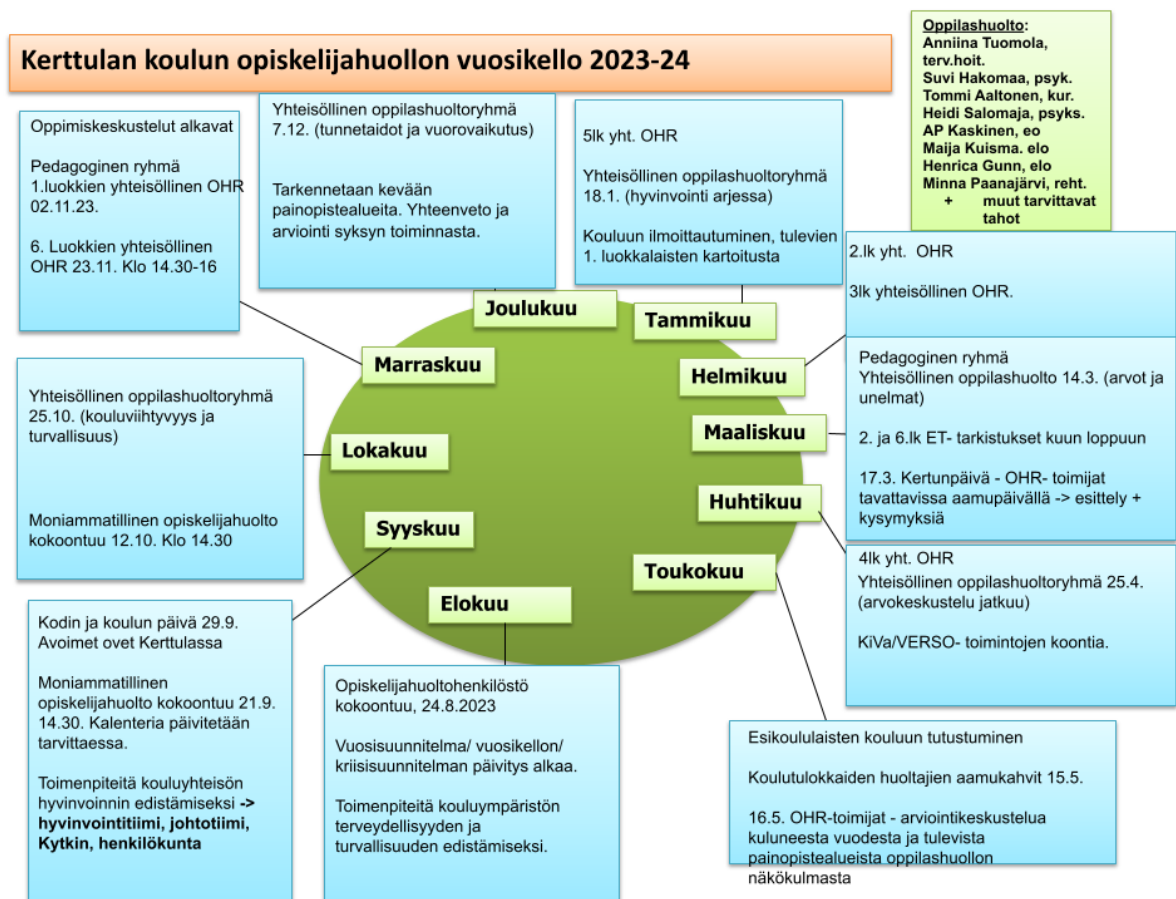 Kerttulan koulun opiskelijahuollon vuosikello 2023-24
Oppilashuolto:
Anniina Tuomola,
terv.hoit.
Suvi Hakomaa, psyk.
Tommi Aaltonen, kur.
Heidi Salomaja, psyks.
AP Kaskinen, eo
Maija Kuisma. elo
Henrica Gunn, elo
Minna Paanajärvi, reht.
+ muut tarvittavat
tahot
Oppimiskeskustelut alkavat
Pedagoginen ryhmä
1.luokkien yhteisöllinen OHR
02.11.23.
6. Luokkien yhteisöllinen
OHR 23.11. Klo 14.30-16
Yhteisöllinen oppilashuoltoryhmä
7.12. (tunnetaidot ja vuorovaikutus)
Tarkennetaan kevään
painopistealueita. Yhteenveto ja
arviointi syksyn toiminnasta.
5lk yht. OHR
Yhteisöllinen oppilashuoltoryhmä
18.1. (hyvinvointi arjessa)
Kouluun ilmoittautuminen, tulevien
1. luokkalaisten kartoitusta
2.lk yht. OHR
3lk yhteisöllinen OHR.
Joulukuu
Tammikuu
Marraskuu
Helmikuu
Maaliskuu
Lokakuu
Huhtikuu
Syyskuu
Toukokuu
Elokuu
Pedagoginen ryhmä
Yhteisöllinen oppilashuolto 14.3. (arvot ja
unelmat)
2. ja 6.lk ET- tarkistukset kuun loppuun
17.3. Kertunpäivä - OHR- toimijat
tavattavissa aamupäivällä -> esittely +
kysymyksiä
Yhteisöllinen oppilashuoltoryhmä
25.10. (kouluviihtyvyys ja
turvallisuus)
Moniammatillinen opiskelijahuolto
kokoontuu 12.10. Klo 14.30
4lk yht. OHR
Yhteisöllinen oppilashuoltoryhmä 25.4.
(arvokeskustelu jatkuu)
KiVa/VERSO- toimintojen koontia.
Kodin ja koulun päivä 29.9.
Avoimet ovet Kerttulassa
Moniammatillinen
opiskelijahuolto kokoontuu 21.9.
14.30. Kalenteria päivitetään
tarvittaessa.
Toimenpiteitä kouluyhteisön
hyvinvoinnin edistämiseksi ->
hyvinvointitiimi, johtotiimi,
Kytkin, henkilökunta
Opiskelijahuoltohenkilöstö
kokoontuu, 24.8.2023
Vuosisuunnitelma/ vuosikellon/
kriisisuunnitelman päivitys alkaa.
Toimenpiteitä kouluympäristön
terveydellisyyden ja
turvallisuuden edistämiseksi.
Esikoululaisten kouluun tutustuminen
Koulutulokkaiden huoltajien aamukahvit 15.5.
16.5. OHR-toimijat - arviointikeskustelua
kuluneesta vuodesta ja tulevista
painopistealueista oppilashuollon
näkökulmasta